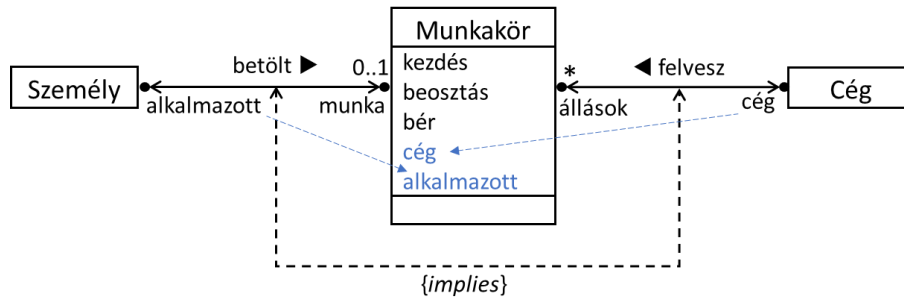 Munkakör
betölt ▶ 0..1
kezdés
* ◀ felvesz
Személy
beosztás
Cég
alkalmazott munka
bér
állások cég
cég
alkalmazott
{implies}